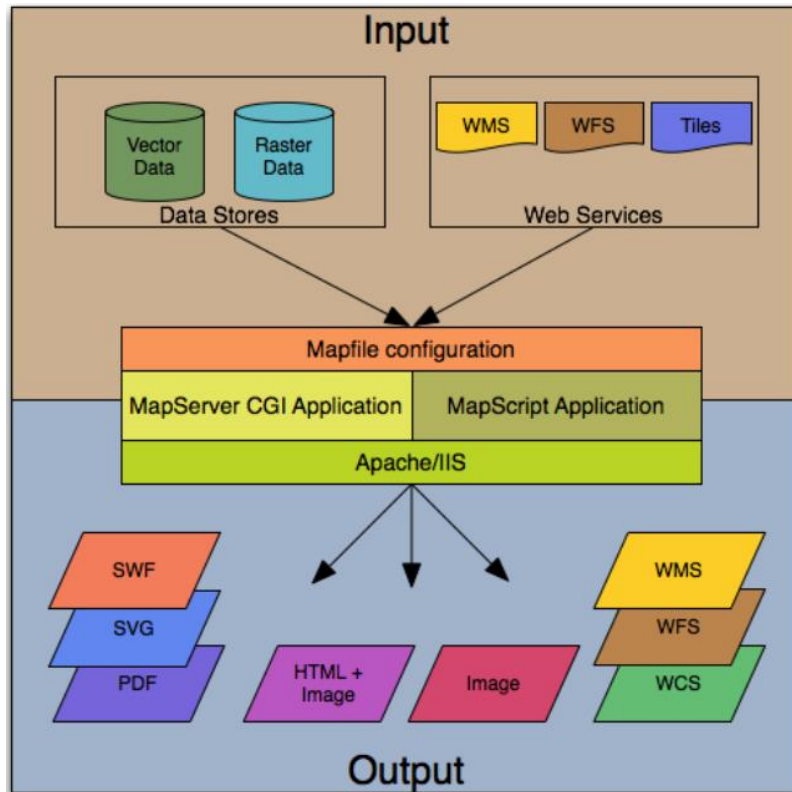 Input
Vector
Data
Raster
Data
Data Stores
WMS
WFS
Tiles
Web Services
Mapfile configuration
MapServer CGI Application
MapScript Application
Apache/IIS
SWF
SVG
PDF
HTML +
Image
Image
WMS
WFS
WCS
Output